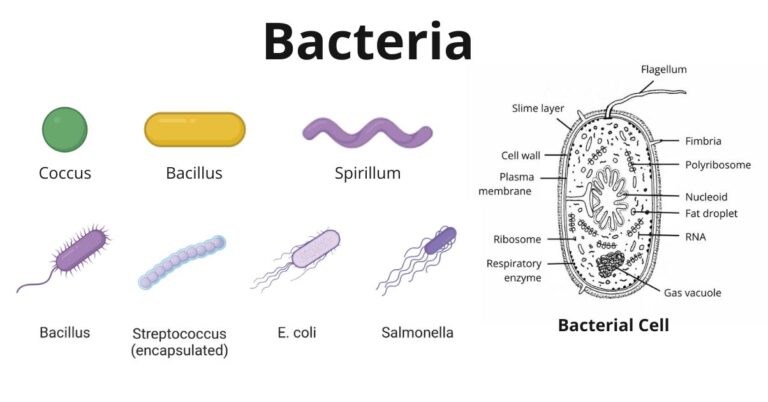 Bacteria
Coccus
Bacillus
Spirillum
Bacillus
Streptococcus
(encapsulated)
E. coli
Salmonella
Flagellum
Slime layer
Cell wall
Plasma
membrane
Ribosome
Respiratory
enzyme
Fimbria
Polyribosome
Nucleoid
Fat droplet
RNA
Gas vacuole
Bacterial Cell